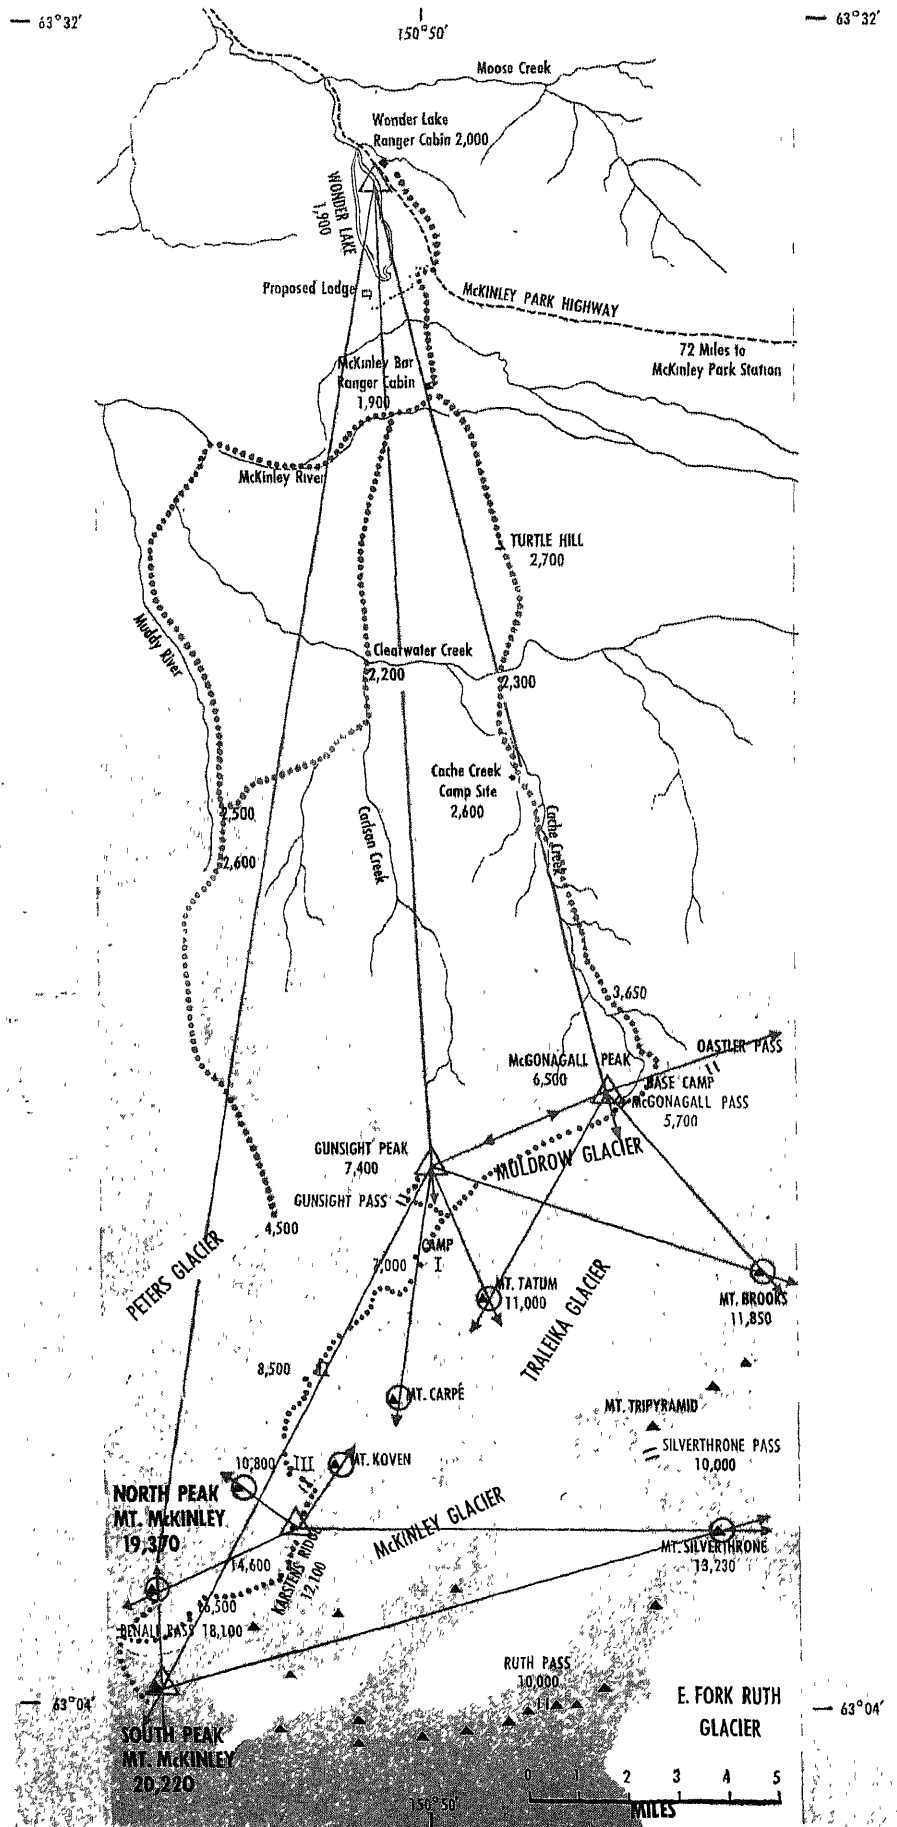 63°32'
150°50'
63°32'
Moose Creek
Wonder Lake
Ranger Cabin 2,000
WONDER LAKE
1,900
Proposed Lodge
McKINLEY PARK HIGHWAY
72 Miles to
McKinley Park Station
McKinley Bar
Ranger Cabin
1,900
McKinley River
TURTLE HILL
2,700
Muddy River
Clearwater Creek
2,200
2,300
Cache Creek
Camp Site
2,600
Cache Creek
Carlson Creek
2,500
2,600
3,650
OASTLER PASS
McGONAGALL PEAK
6,500
BASE CAMP
McGONAGALL PASS
5,700
GUNSIGHT PEAK
7,400
MULDROW GLACIER
GUNSIGHT PASS
4,500
CAMP
I
7,000
PETERS GLACIER
MT. TATUM
11,000
TRALEIKA GLACIER
MT. BROOKS
11,850
8,500
II
MT. CARPÉ
MT. TRIPYRAMID
SILVERTHRONE PASS
10,000
10,800
III
MT. KOVEN
NORTH PEAK
MT. McKINLEY
19,370
McKINLEY GLACIER
KARSTENS RIDGE
12,100
MT. SILVERTHRONE
13,230
14,600
16,500
DENALI PASS 18,100
RUTH PASS
10,000
63°04'
E. FORK RUTH
GLACIER
63°04'
SOUTH PEAK
MT. McKINLEY
20,220
0 1 2 3 4 5
MILES
150°50'